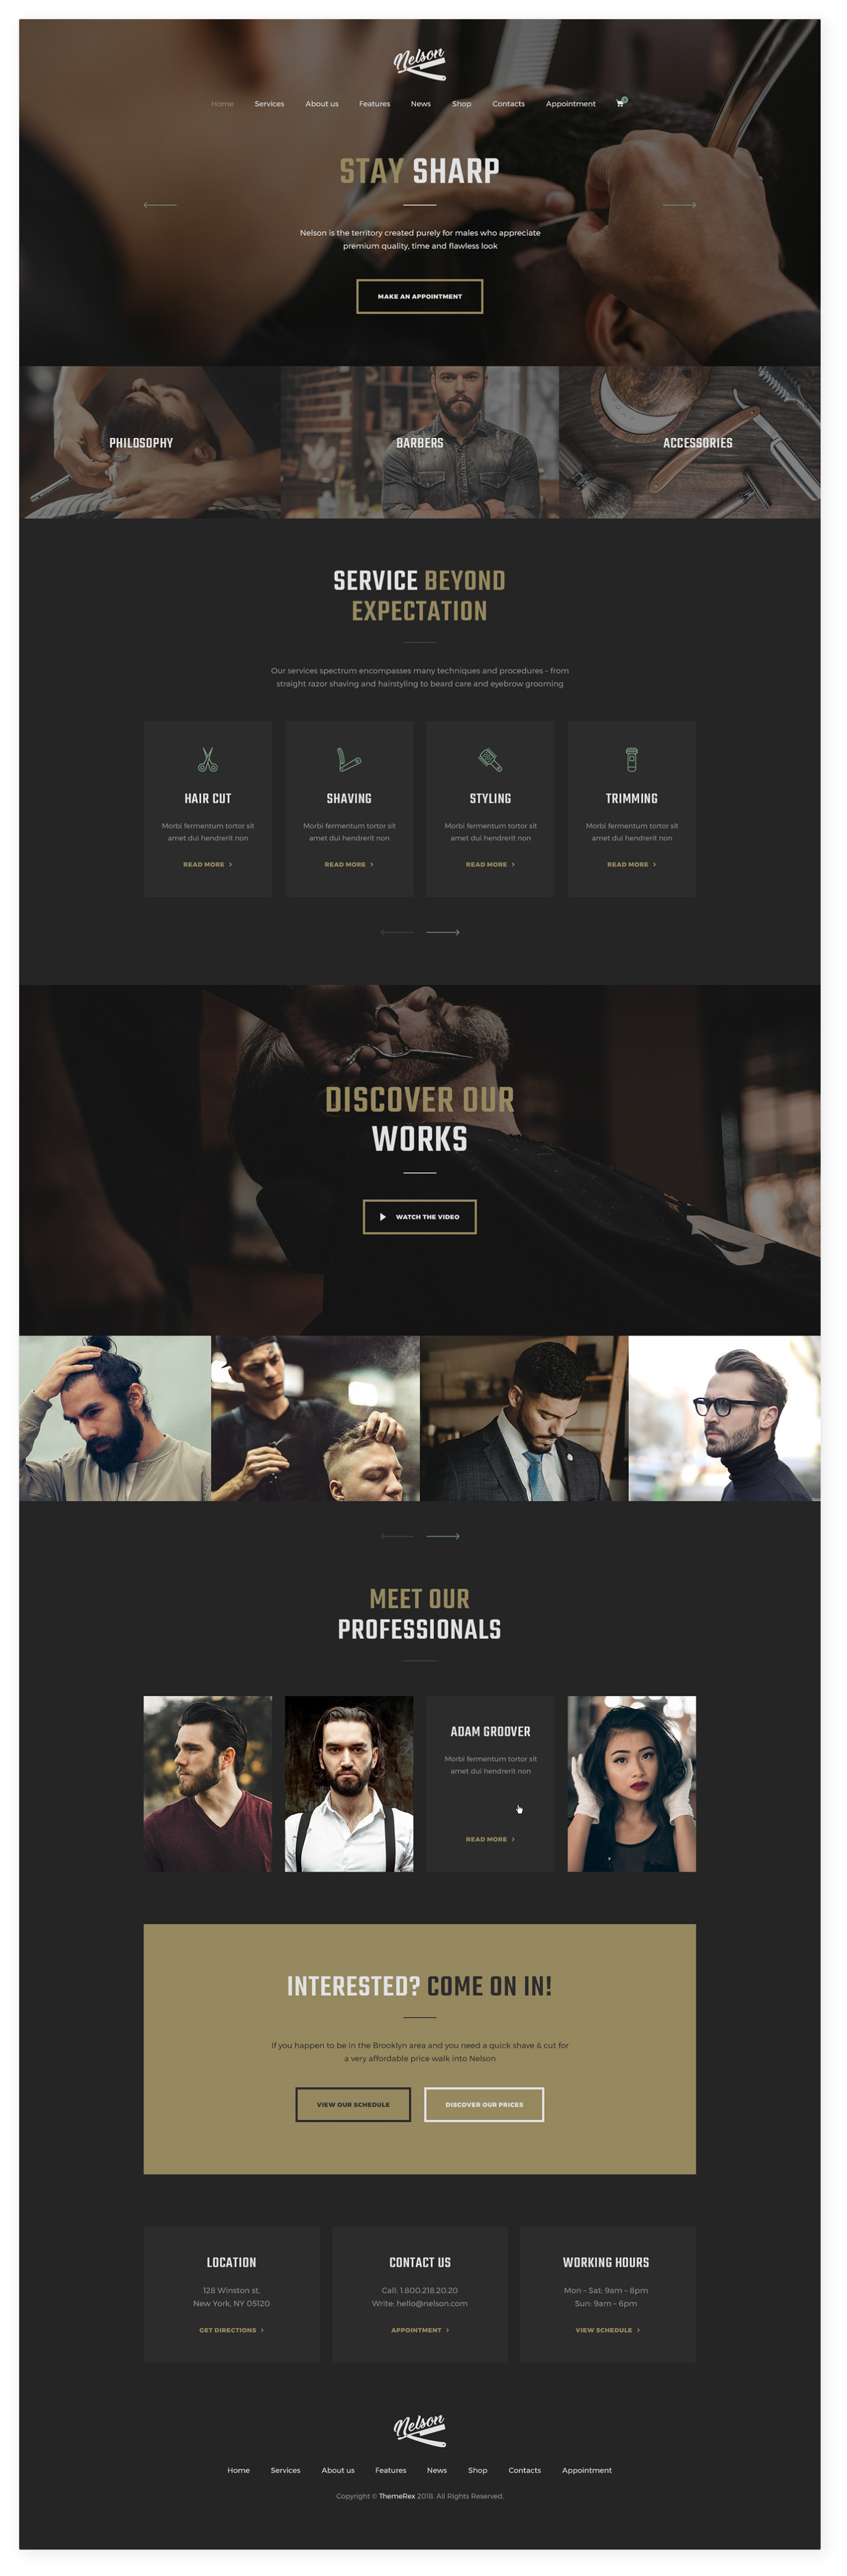 Nelson
Home Services About us Features News Shop Contacts Appointment
STAY SHARP
Nelson is the territory created purely for males who appreciate
premium quality, time and flawless look
MAKE AN APPOINTMENT
PHILOSOPHY BARBERS ACCESSORIES
SERVICE BEYOND
EXPECTATION
Our services spectrum encompasses many techniques and procedures – from
straight razor shaving and hairstyling to beard care and eyebrow grooming
HAIR CUT
Morbi fermentum tortor sit
amet dui hendrerit non
READ MORE >
SHAVING
Morbi fermentum tortor sit
amet dui hendrerit non
READ MORE >
STYLING
Morbi fermentum tortor sit
amet dui hendrerit non
READ MORE >
TRIMMING
Morbi fermentum tortor sit
amet dui hendrerit non
READ MORE >
DISCOVER OUR
WORKS
WATCH THE VIDEO
MEET OUR
PROFESSIONALS
ADAM GROOVER
Morbi fermentum tortor sit
amet dui hendrerit non
READ MORE >
INTERESTED? COME ON IN!
If you happen to be in the Brooklyn area and you need a quick shave & cut for
a very affordable price walk into Nelson
VIEW OUR SCHEDULE
DISCOVER OUR PRICES
LOCATION
128 Winston st,
New York, NY 05120
GET DIRECTIONS >
CONTACT US
Call: 1.800.218.20.20
Write: hello@nelson.com
APPOINTMENT >
WORKING HOURS
Mon – Sat: 9am – 8pm
Sun: 9am – 6pm
VIEW SCHEDULE >
Nelson
Home Services About us Features News Shop Contacts Appointment
Copyright © ThemeRex 2018. All Rights Reserved.